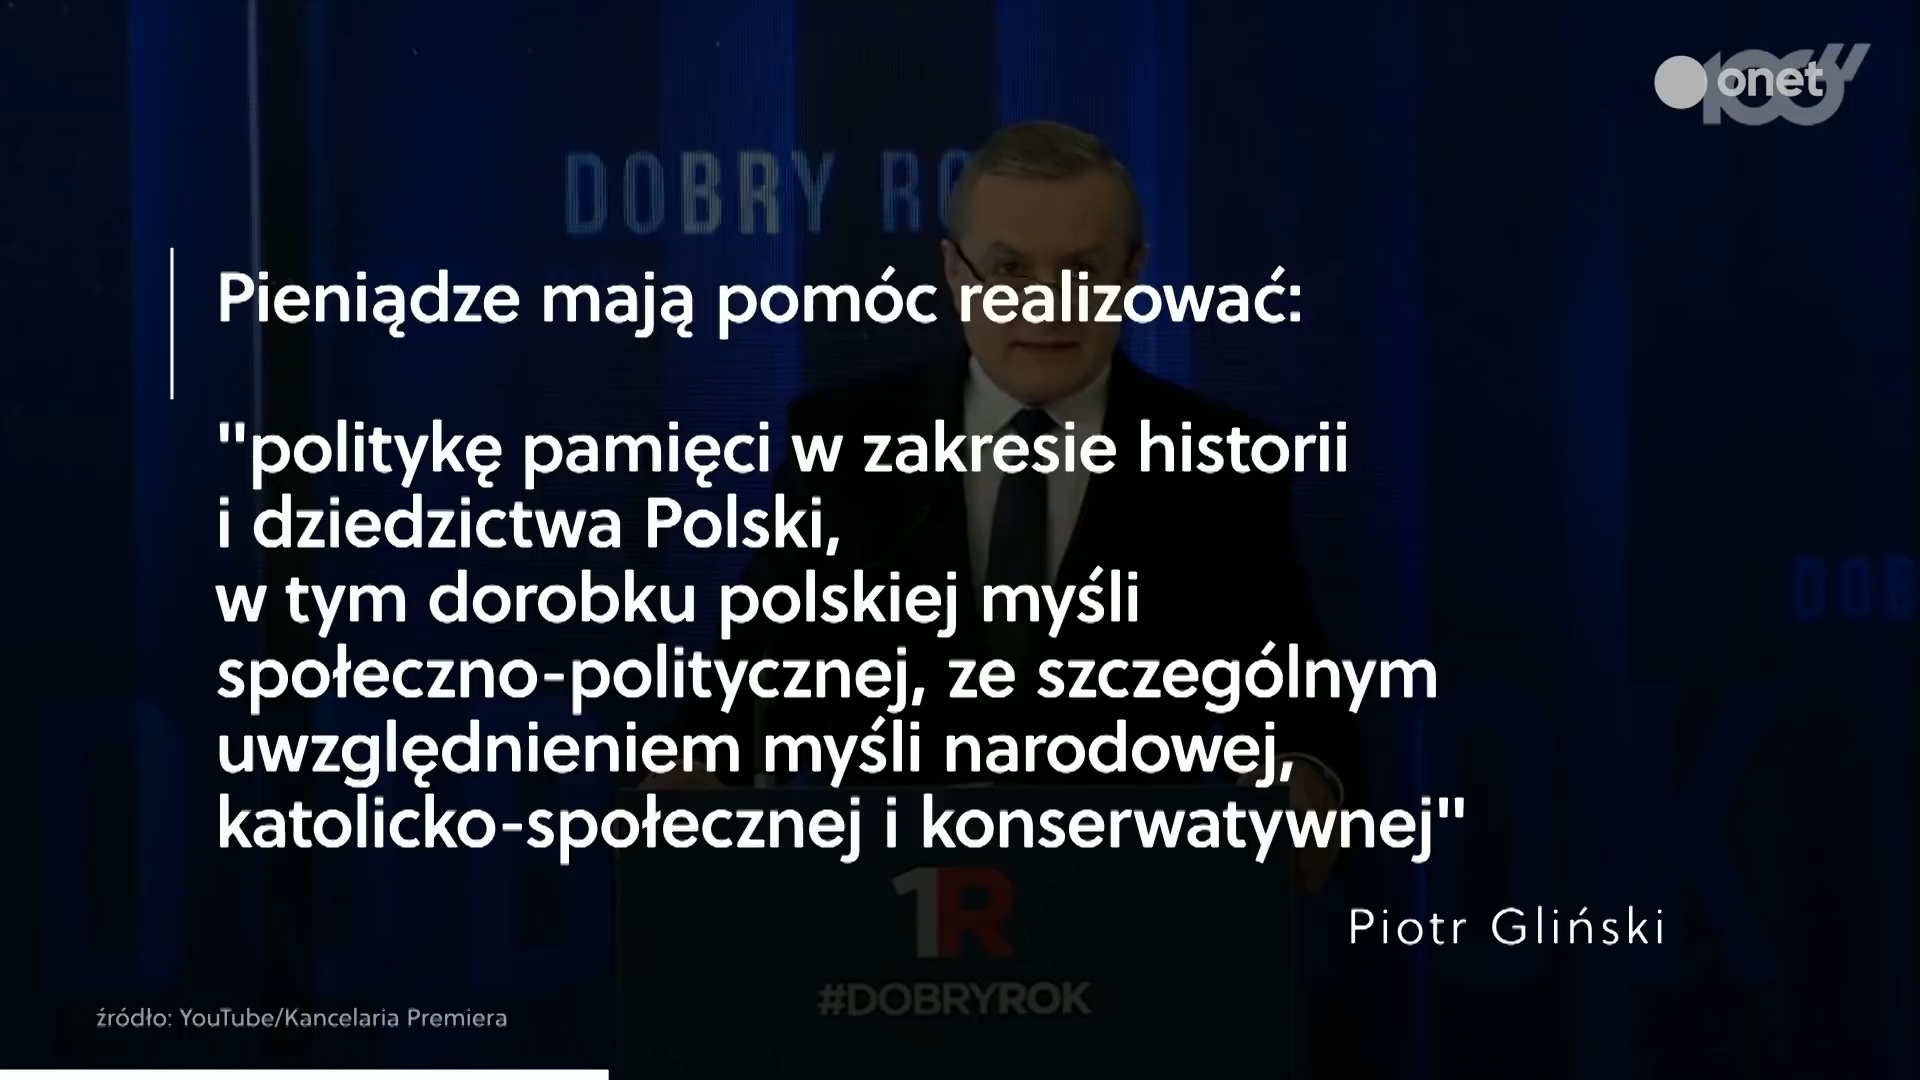 onet
100
DOBRY RO
Pieniądze mają pomóc realizować:
"politykę pamięci w zakresie historii
i dziedzictwa Polski,
w tym dorobku polskiej myśli
społeczno-politycznej, ze szczególnym
uwzględnieniem myśli narodowej,
katolicko-społecznej i konserwatywnej"
Piotr Gliński
1R
#DOBRYROK
źródło: YouTube/Kancelaria Premiera
DOB